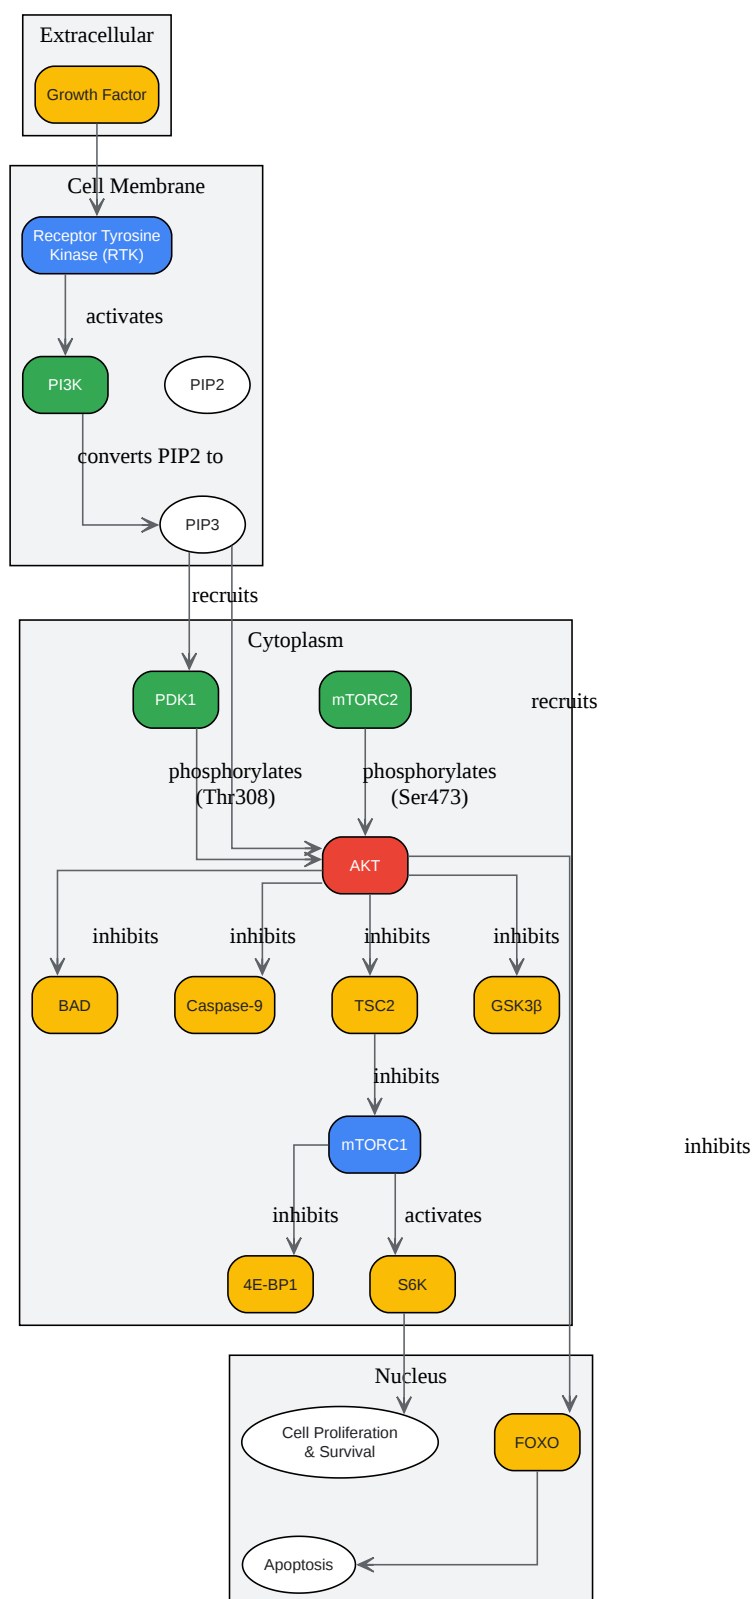 Extracellular
Growth Factor
Cell Membrane
Receptor Tyrosine
Kinase (RTK)
activates
PI3K
PIP2
converts PIP2 to
PIP3
recruits
Cytoplasm
PDK1
mTORC2
recruits
phosphorylates
(Thr308)
phosphorylates
(Ser473)
AKT
inhibits
inhibits
inhibits
inhibits
BAD
Caspase-9
TSC2
GSK3β
inhibits
mTORC1
inhibits
inhibits
activates
4E-BP1
S6K
Nucleus
Cell Proliferation
& Survival
FOXO
Apoptosis